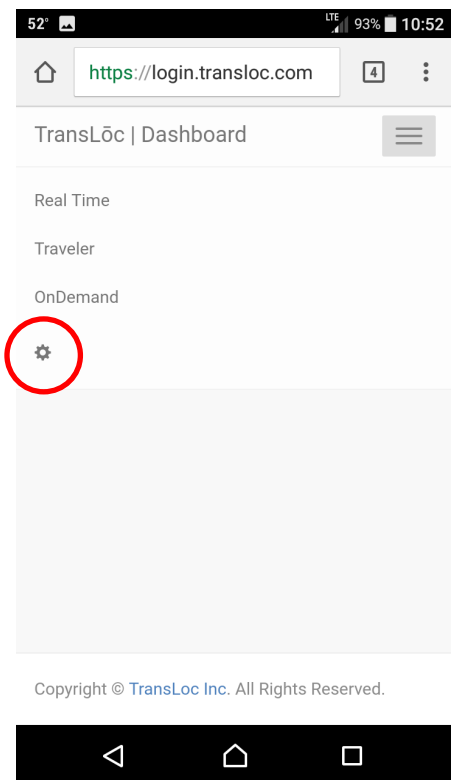 52° LTE 93% 10:52
https://login.transloc.com 4
TransLōc | Dashboard
Real Time
Traveler
OnDemand
Copyright © TransLoc Inc. All Rights Reserved.